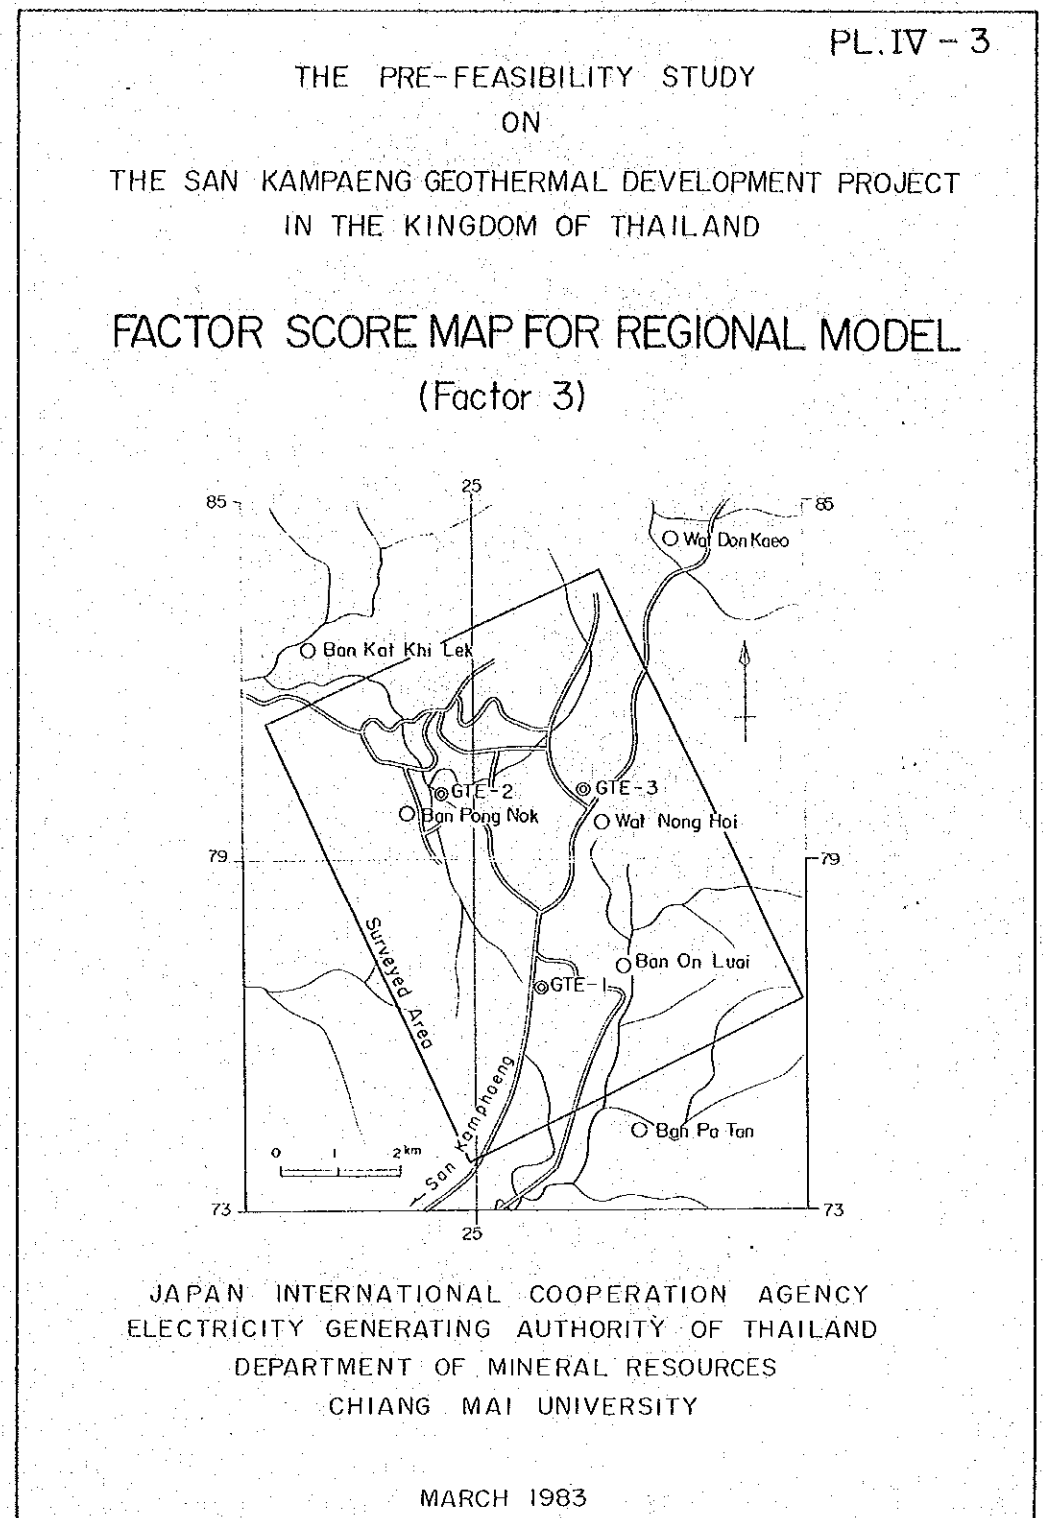 PL.IV-3
THE PRE-FEASIBILITY STUDY
ON
THE SAN KAMPAENG GEOTHERMAL DEVELOPMENT PROJECT
IN THE KINGDOM OF THAILAND
FACTOR SCORE MAP FOR REGIONAL MODEL
(Factor 3)
25
85
85
Wat Don Kaeo
Ban Kat Khi Lek
GTE-2
GTE-3
Ban Pong Nok
Wat Nong Hoi
79
79
Surveyed Area
Ban On Luai
GTE-1
San Kamphaeng
Ban Pa Tan
0 1 2 km
73
73
25
JAPAN INTERNATIONAL COOPERATION AGENCY
ELECTRICITY GENERATING AUTHORITY OF THAILAND
DEPARTMENT OF MINERAL RESOURCES
CHIANG MAI UNIVERSITY
MARCH 1983